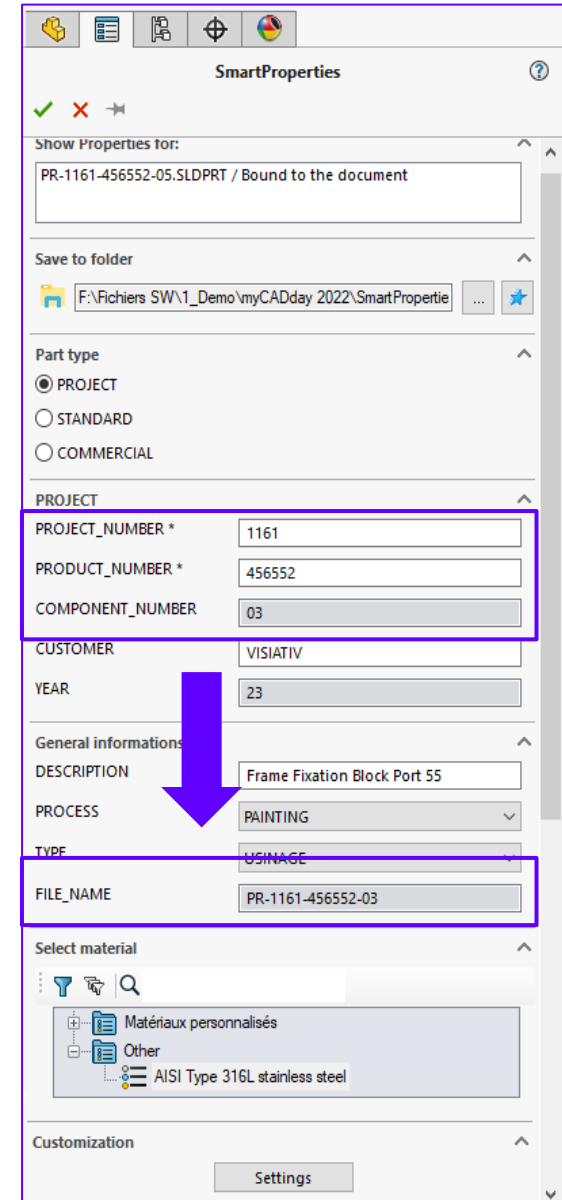 SmartProperties
Show Properties for:
PR-1161-456552-05.SLDPRT / Bound to the document
Save to folder
F:\Fichiers SW\1_Demo\myCADday 2022\SmartPropertie ...
Part type
PROJECT
STANDARD
COMMERCIAL
PROJECT
PROJECT_NUMBER * 1161
PRODUCT_NUMBER * 456552
COMPONENT_NUMBER 03
CUSTOMER VISIATIV
YEAR 23
General informations
DESCRIPTION Frame Fixation Block Port 55
PROCESS PAINTING
TYPE USINAGE
FILE_NAME PR-1161-456552-03
Select material
Matériaux personnalisés
Other
AISI Type 316L stainless steel
Customization
Settings